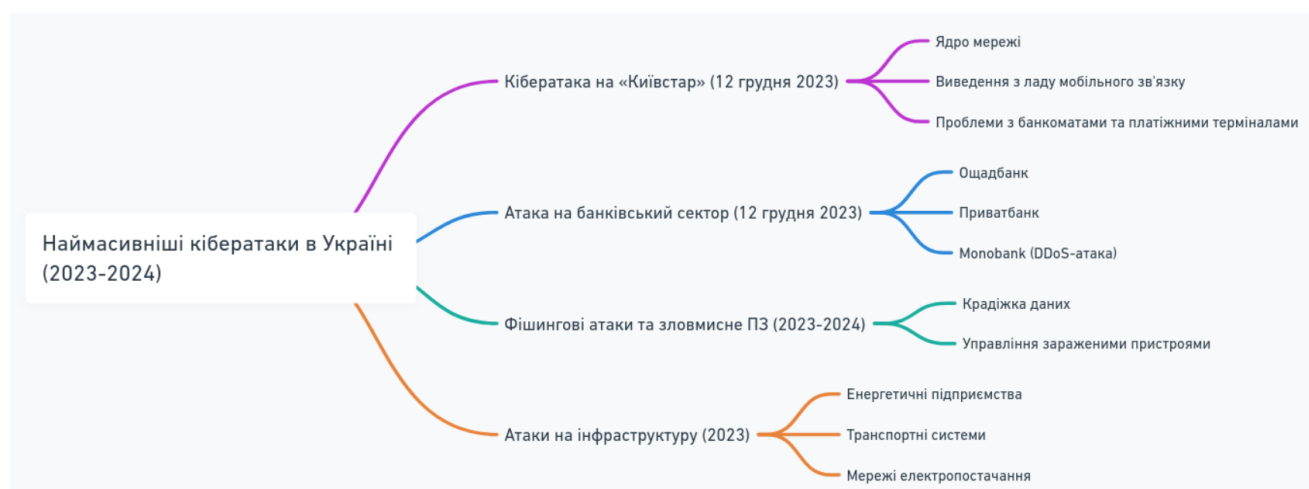 Наймасивніші кібератаки в Україні
(2023-2024)
Кібератака на «Київстар» (12 грудня 2023)
Ядро мережі
Виведення з ладу мобільного зв'язку
Проблеми з банкоматами та платіжними терміналами
Атака на банківський сектор (12 грудня 2023)
Ощадбанк
Приватбанк
Monobank (DDoS-атака)
Фішингові атаки та зловмисне ПЗ (2023-2024)
Крадіжка даних
Управління зараженими пристроями
Атаки на інфраструктуру (2023)
Енергетичні підприємства
Транспортні системи
Мережі електропостачання